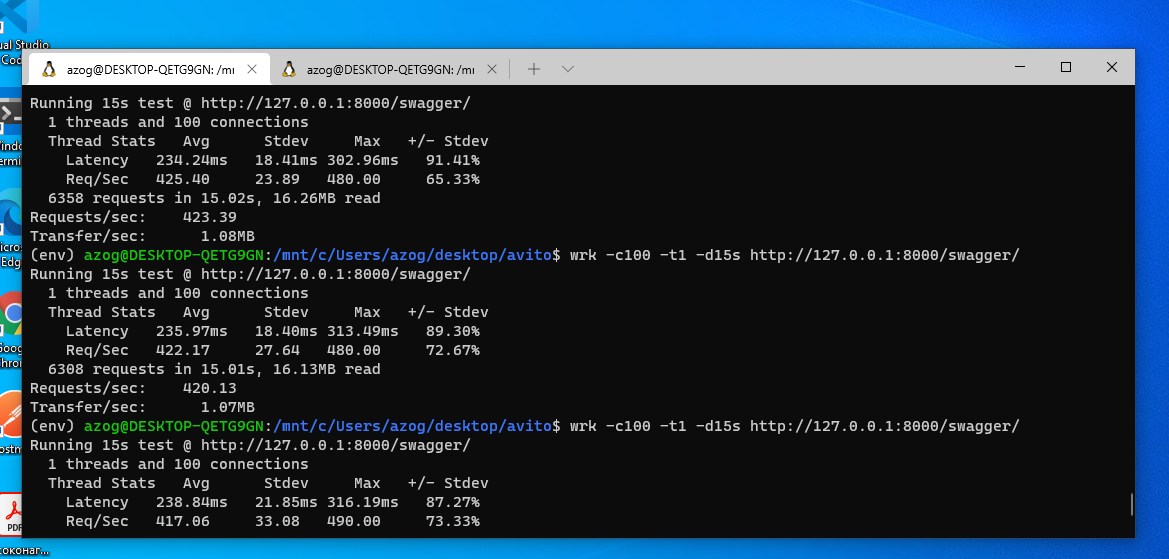 ual Studio
Cod
azog@DESKTOP-QETG9GN: /mı
azog@DESKTOP-QETG9GN: /mı
Running 15s test @ http://127.0.0.1:8000/swagger/
1 threads and 100 connections
Thread Stats Avg Stdev Max +/- Stdev
Latency 234.24ms 18.41ms 302.96ms 91.41%
Req/Sec 425.40 23.89 480.00 65.33%
6358 requests in 15.02s, 16.26MB read
Requests/sec: 423.39
Transfer/sec: 1.08MB
(env) azog@DESKTOP-QETG9GN:/mnt/c/Users/azog/desktop/avito$ wrk -c100 -t1 -d15s http://127.0.0.1:8000/swagger/
Running 15s test @ http://127.0.0.1:8000/swagger/
1 threads and 100 connections
Thread Stats Avg Stdev Max +/- Stdev
Latency 235.97ms 18.40ms 313.49ms 89.30%
Req/Sec 422.17 27.64 480.00 72.67%
6308 requests in 15.01s, 16.13MB read
Requests/sec: 420.13
Transfer/sec: 1.07MB
(env) azog@DESKTOP-QETG9GN:/mnt/c/Users/azog/desktop/avito$ wrk -c100 -t1 -d15s http://127.0.0.1:8000/swagger/
Running 15s test @ http://127.0.0.1:8000/swagger/
1 threads and 100 connections
Thread Stats Avg Stdev Max +/- Stdev
Latency 238.84ms 21.85ms 316.19ms 87.27%
Req/Sec 417.06 33.08 490.00 73.33%
indo
ermi
icros
Edg
Goog
hron
ostm
PDF
соконаг...